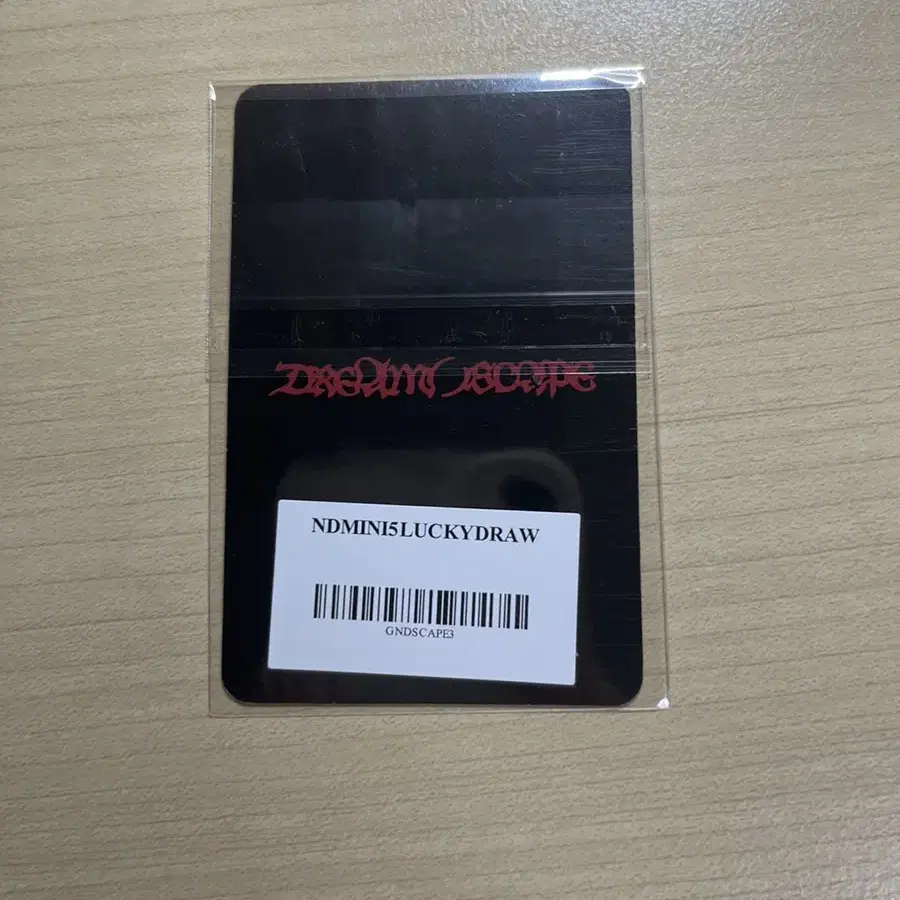 DREAM( )SCAPE
NDMINI5LUCKYDRAW
GNDSCAPE3